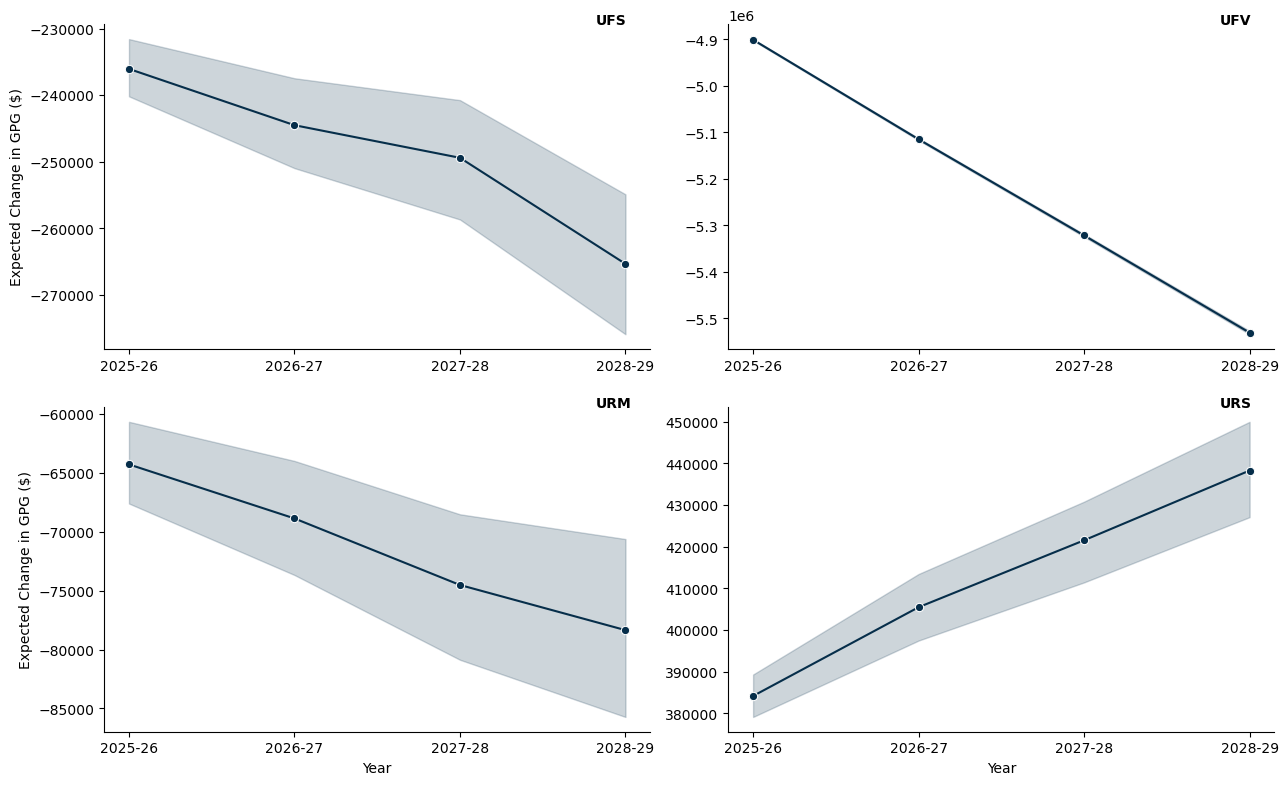 UFS
Expected Change in GPG ($)
−230000
−240000
−250000
−260000
−270000
2025-26 2026-27 2027-28 2028-29
UFV
1e6
−4.9
−5.0
−5.1
−5.2
−5.3
−5.4
−5.5
2025-26 2026-27 2027-28 2028-29
URM
Expected Change in GPG ($)
−60000
−65000
−70000
−75000
−80000
−85000
2025-26 2026-27 2027-28 2028-29
Year
URS
450000
440000
430000
420000
410000
400000
390000
380000
2025-26 2026-27 2027-28 2028-29
Year